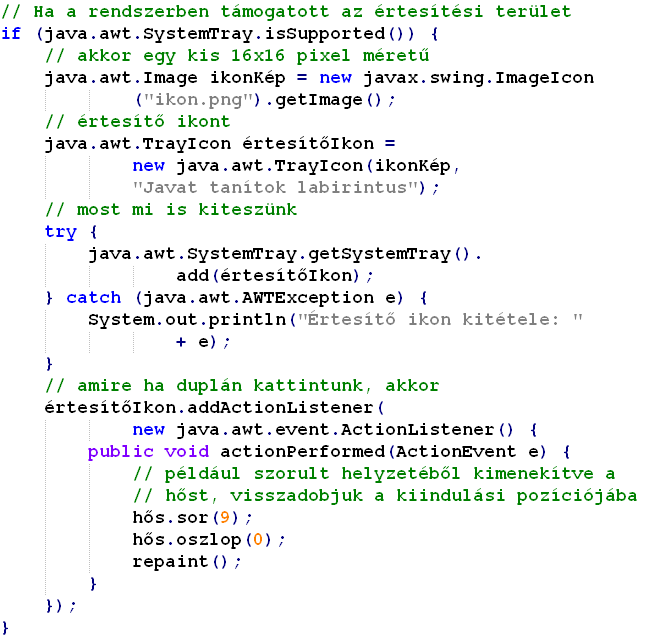 // Ha a rendszerben támogatott az értesítési terület
if (java.awt.SystemTray.isSupported()) {
    // akkor egy kis 16x16 pixel méretű
    java.awt.Image ikonKép = new javax.swing.ImageIcon
            ("ikon.png").getImage();
    // értesítő ikont
    java.awt.TrayIcon értesítőIkon =
            new java.awt.TrayIcon(ikonKép,
            "Javat tanítok labirintus");
    // most mi is kiteszünk
    try {
        java.awt.SystemTray.getSystemTray().
                add(értesítőIkon);
    } catch (java.awt.AWTException e) {
        System.out.println("Értesítő ikon kitétele: "
                + e);
    }
    // amire ha duplán kattintunk, akkor
    értesítőIkon.addActionListener(
            new java.awt.event.ActionListener() {
        public void actionPerformed(ActionEvent e) {
            // például szorult helyzetéből kimenekítve a
            // hőst, visszadobjuk a kiindulási pozíciójába
            hős.sor(9);
            hős.oszlop(0);
            repaint();
        }
    });
}